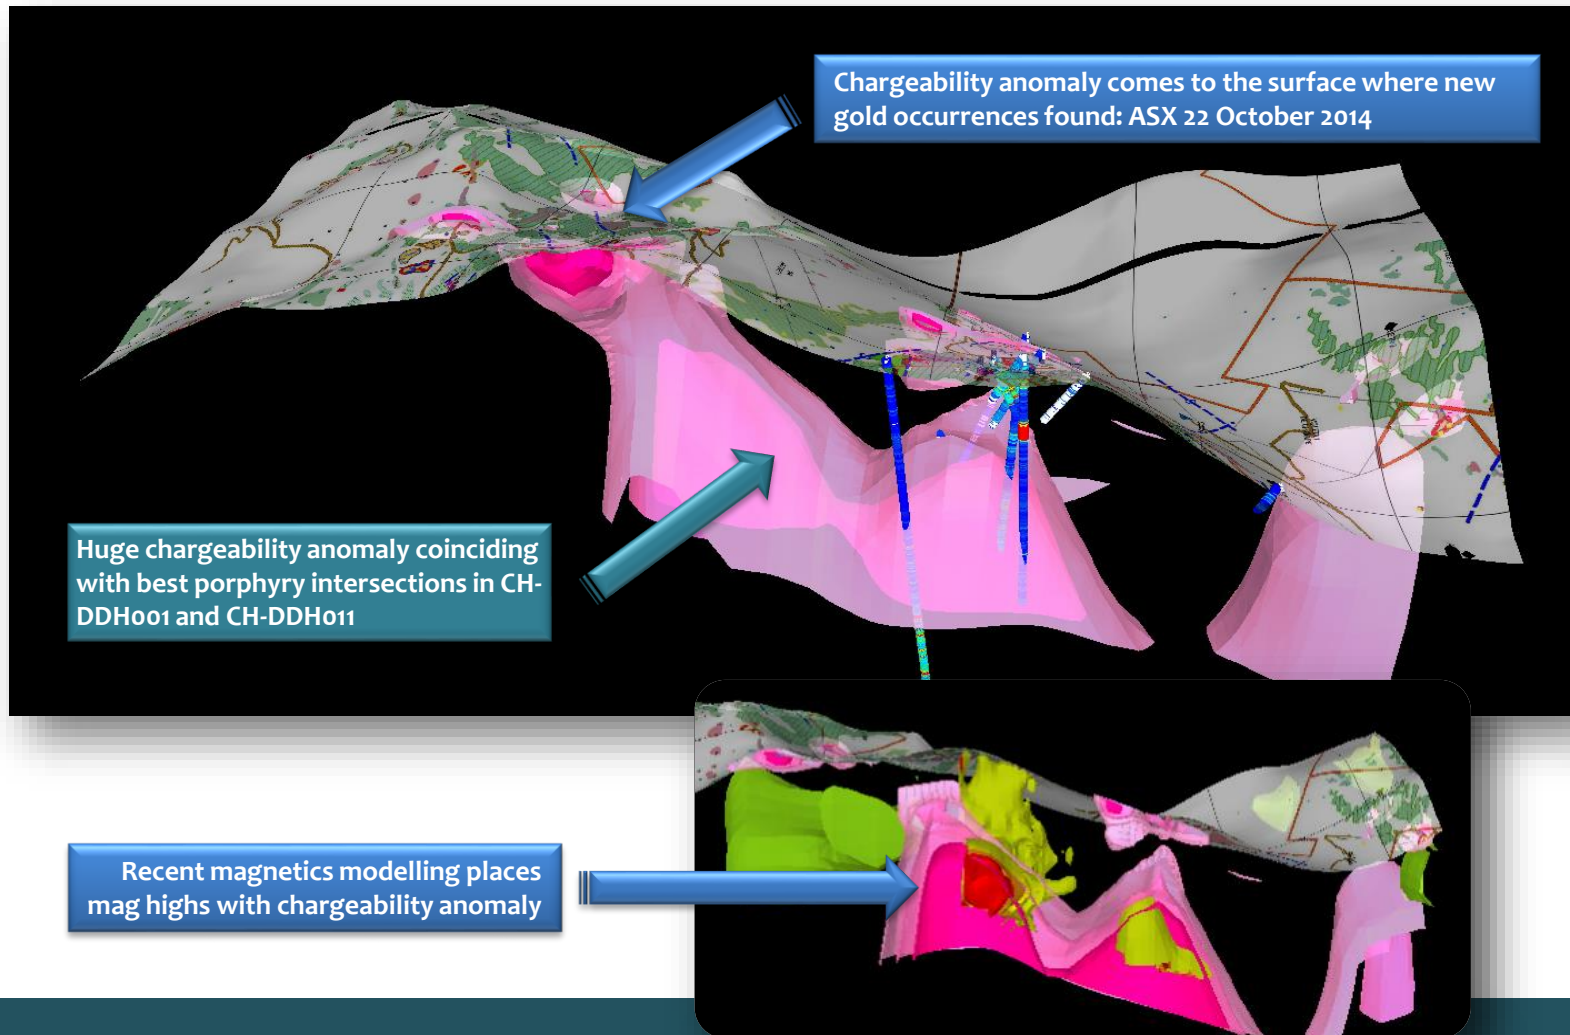 Chargeability anomaly comes to the surface where new
gold occurrences found: ASX 22 October 2014
Huge chargeability anomaly coinciding
with best porphyry intersections in CH-
DDH001 and CH-DDH011
Recent magnetics modelling places
mag highs with chargeability anomaly